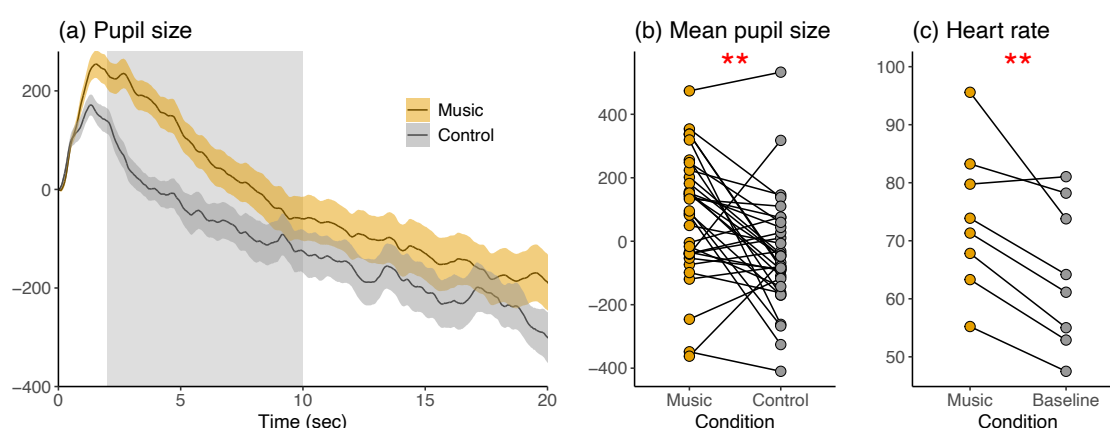 (a) Pupil size
200
0
−200
−400
0
5
10
15
20
Time (sec)
Music
Control
(b) Mean pupil size
**
400
200
0
−200
−400
Music
Control
Condition
(c) Heart rate
**
100
90
80
70
60
50
Music
Baseline
Condition